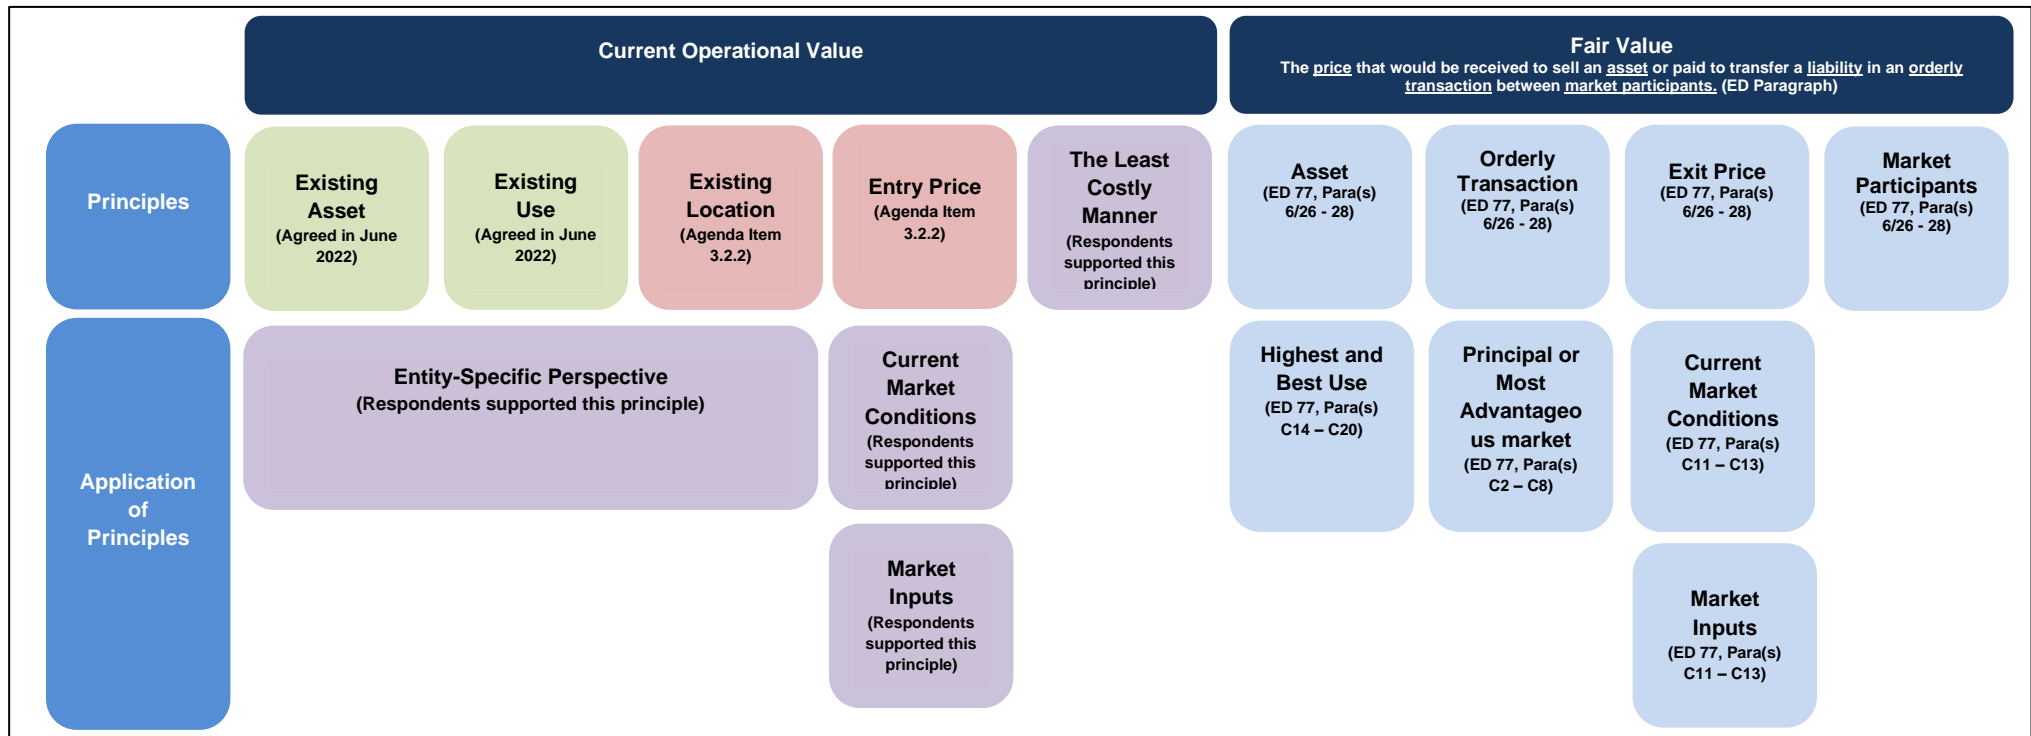 Current Operational Value
Fair Value
The price that would be received to sell an asset or paid to transfer a liability in an orderly
transaction between market participants. (ED Paragraph)
Principles
Existing
Asset
(Agreed in June
2022)
Existing
Use
(Agreed in June
2022)
Existing
Location
(Agenda Item
3.2.2)
Entry Price
(Agenda Item
3.2.2)
The Least
Costly
Manner
(Respondents
supported this
principle)
Asset
(ED 77, Para(s)
6/26 - 28)
Orderly
Transaction
(ED 77, Para(s)
6/26 - 28)
Exit Price
(ED 77, Para(s)
6/26 - 28)
Market
Participants
(ED 77, Para(s)
6/26 - 28)
Application
of
Principles
Entity-Specific Perspective
(Respondents supported this principle)
Current
Market
Conditions
(Respondents
supported this
principle)
Market
Inputs
(Respondents
supported this
principle)
Highest and
Best Use
(ED 77, Para(s)
C14 – C20)
Principal or
Most
Advantageo
us market
(ED 77, Para(s)
C2 – C8)
Current
Market
Conditions
(ED 77, Para(s)
C11 – C13)
Market
Inputs
(ED 77, Para(s)
C11 – C13)